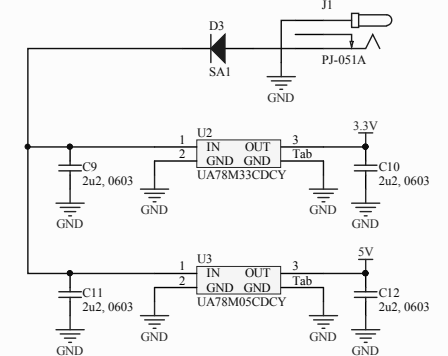 J1
D3
SA1
PJ-051A
GND
3.3V
U2
1 IN OUT 3
2 GND GND Tab
UA78M33CDCY
C9
2u2, 0603
C10
2u2, 0603
GND GND GND GND
5V
U3
1 IN OUT 3
2 GND GND Tab
UA78M05CDCY
C11
2u2, 0603
C12
2u2, 0603
GND GND GND GND